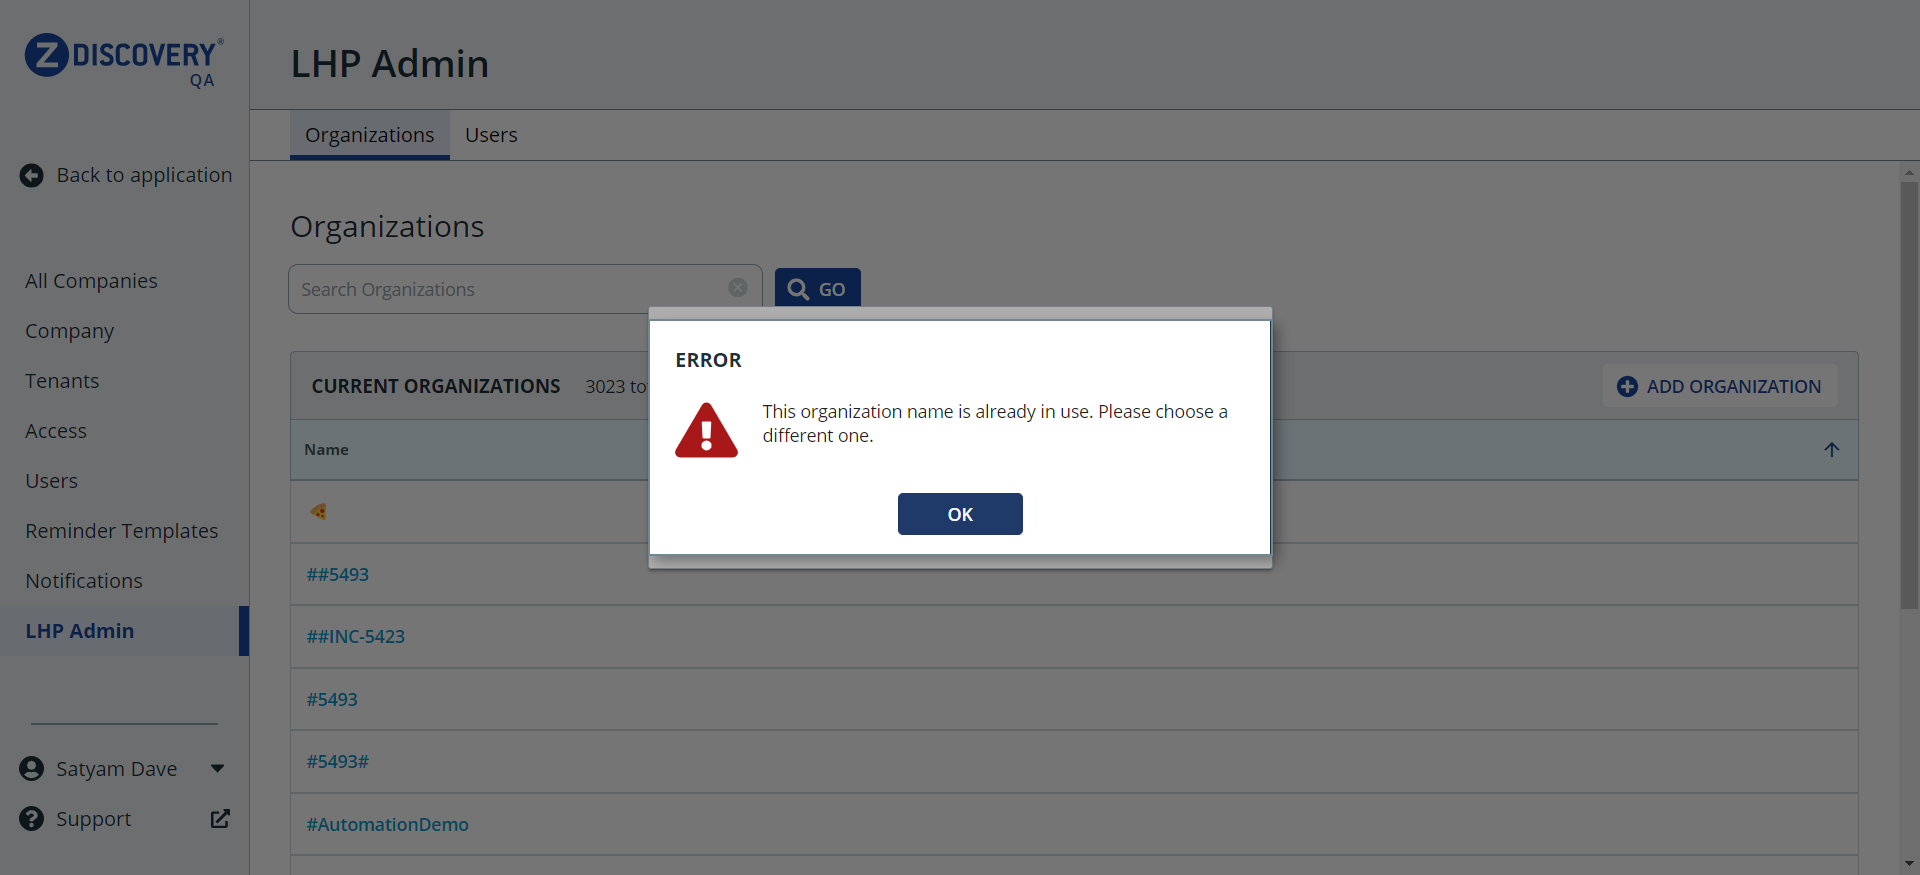 Z DISCOVERY®
QA
LHP Admin
Organizations
Users
Back to application
Organizations
All Companies
Search Organizations
GO
Company
ERROR
Tenants
CURRENT ORGANIZATIONS
3023 to
ADD ORGANIZATION
This organization name is already in use. Please choose a
different one.
Access
Name
Users
OK
Reminder Templates
Notifications
##5493
LHP Admin
##INC-5423
#5493
#5493#
Satyam Dave
Support
#AutomationDemo